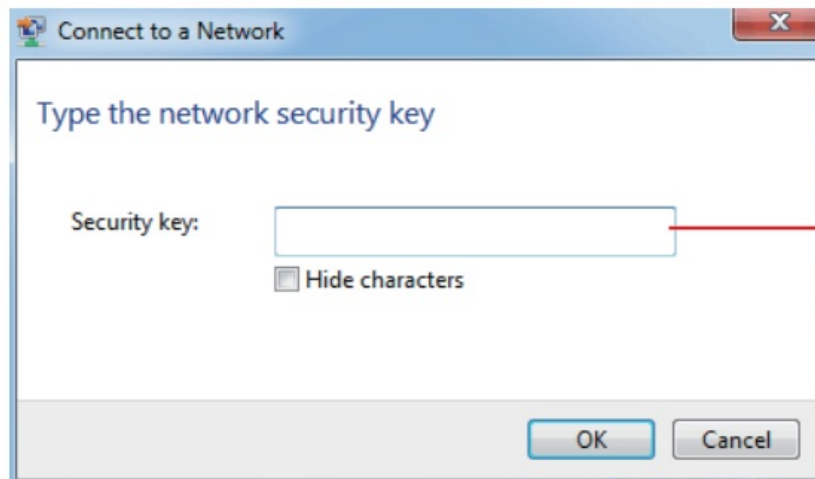 Connect to a Network
Type the network security key
Security key:
Hide characters
OK Cancel